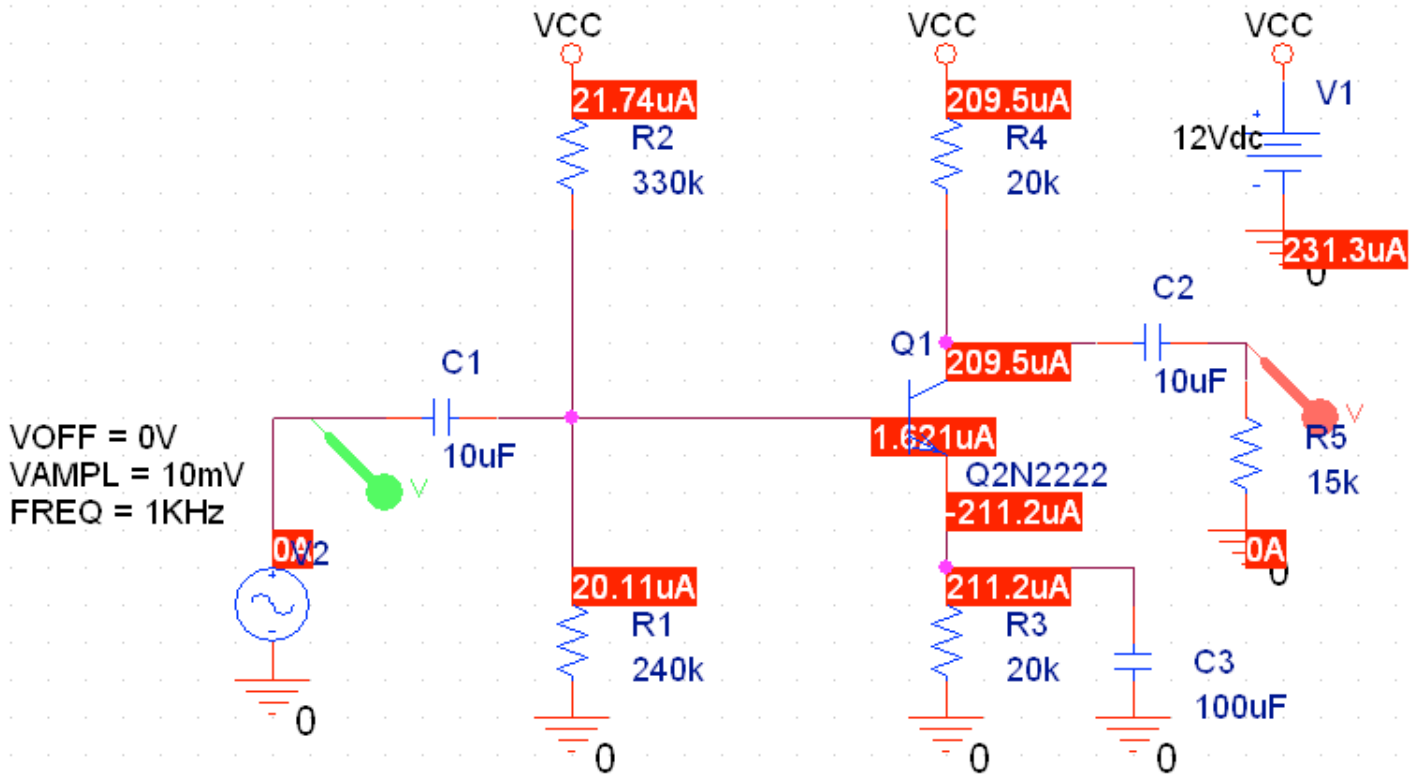 VCC
VCC
VCC
21.74uA
209.5uA
V1
R2
R4
12Vdc
330k
20k
231.3uA
0
C2
Q1
C1
209.5uA
10uF
V
R5
VOFF = 0V
1.621uA
10uF
VAMPL = 10mV
Q2N2222
15k
V
FREQ = 1KHz
-211.2uA
0A
V2
0A
0
20.11uA
211.2uA
R1
R3
C3
240k
20k
100uF
0
0
0
0